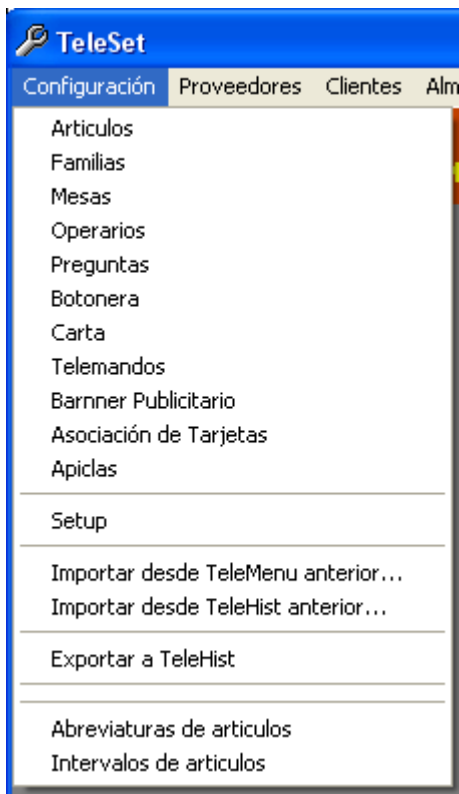 TeleSet
Configuración Proveedores Clientes Alm
Articulos
Familias
Mesas
Operarios
Preguntas
Botonera
Carta
Telemandos
Barnner Publicitario
Asociación de Tarjetas
Apiclas
Setup
Importar desde TeleMenu anterior...
Importar desde TeleHist anterior...
Exportar a TeleHist
Abreviaturas de articulos
Intervalos de articulos